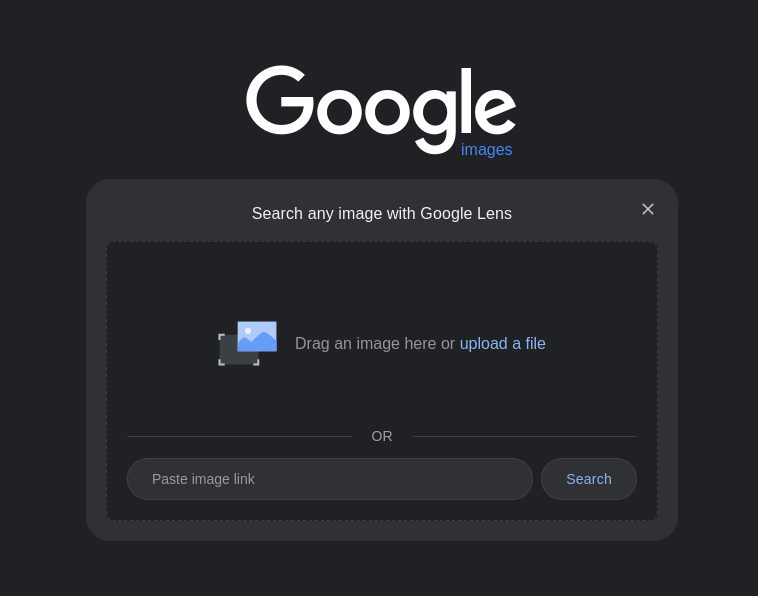 Google
images
Search any image with Google Lens
Drag an image here or upload a file
OR
Paste image link
Search